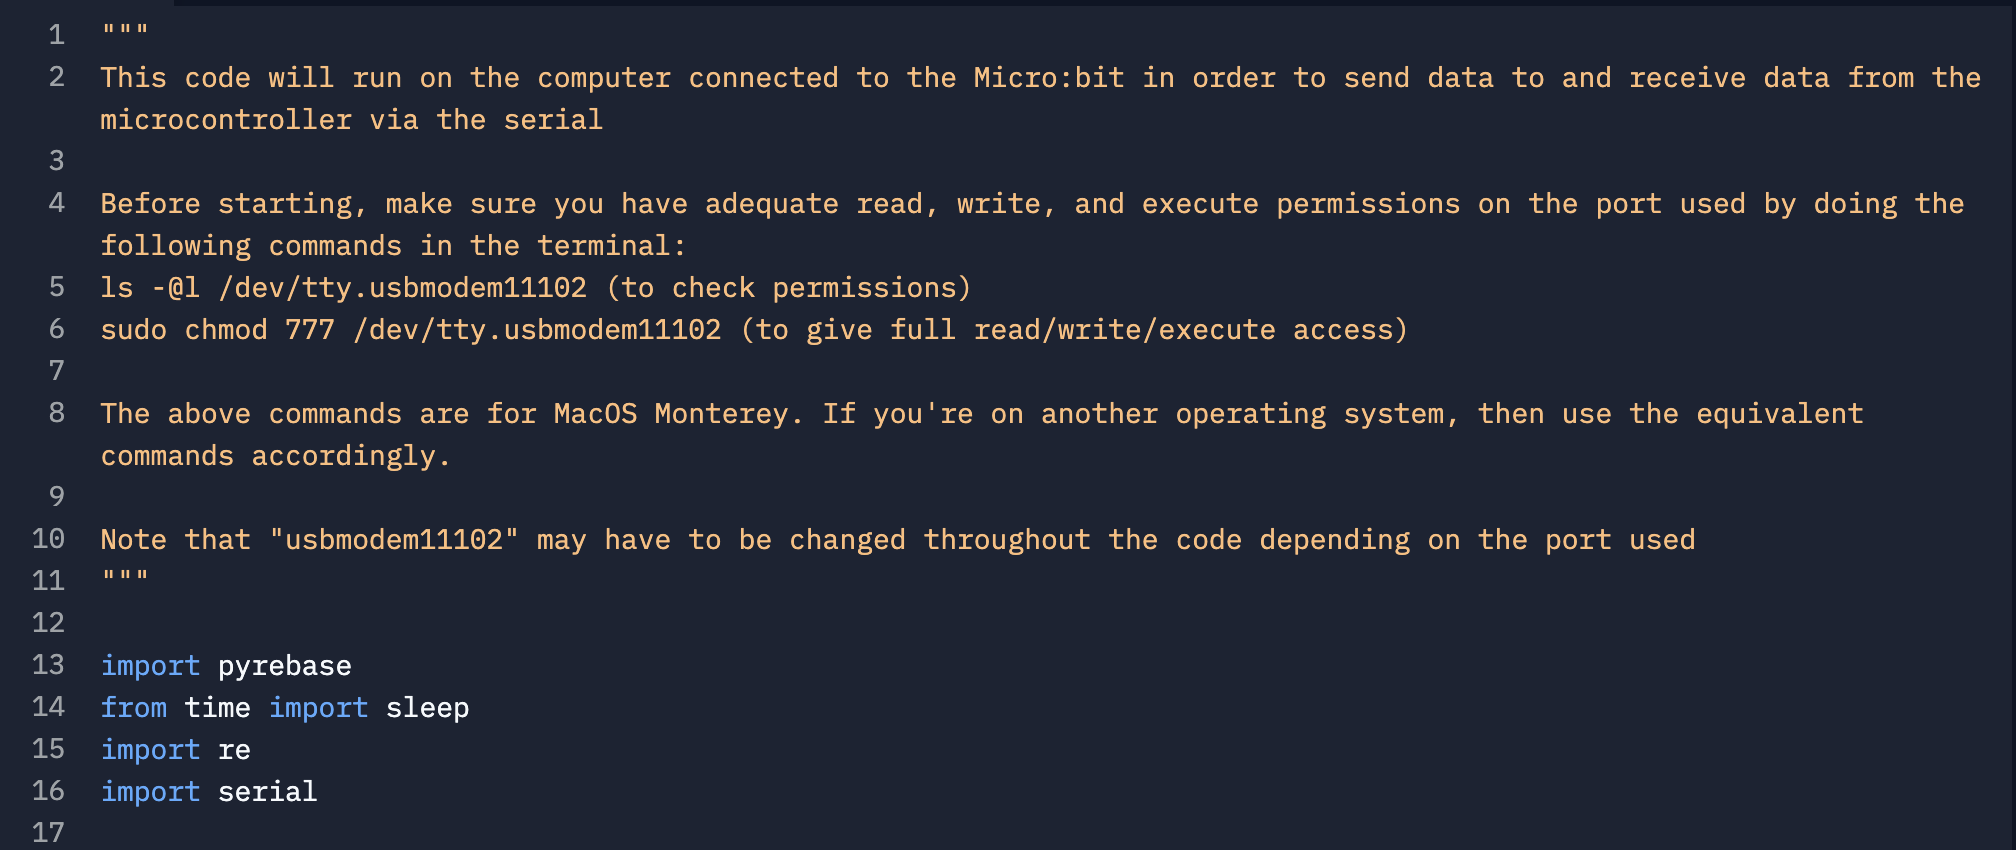 1 """
2 This code will run on the computer connected to the Micro:bit in order to send data to and receive data from the
microcontroller via the serial
3
4 Before starting, make sure you have adequate read, write, and execute permissions on the port used by doing the
following commands in the terminal:
5 ls -@l /dev/tty.usbmodem11102 (to check permissions)
6 sudo chmod 777 /dev/tty.usbmodem11102 (to give full read/write/execute access)
7
8 The above commands are for MacOS Monterey. If you're on another operating system, then use the equivalent
commands accordingly.
9
10 Note that "usbmodem11102" may have to be changed throughout the code depending on the port used
11 """
12
13 import pyrebase
14 from time import sleep
15 import re
16 import serial
17